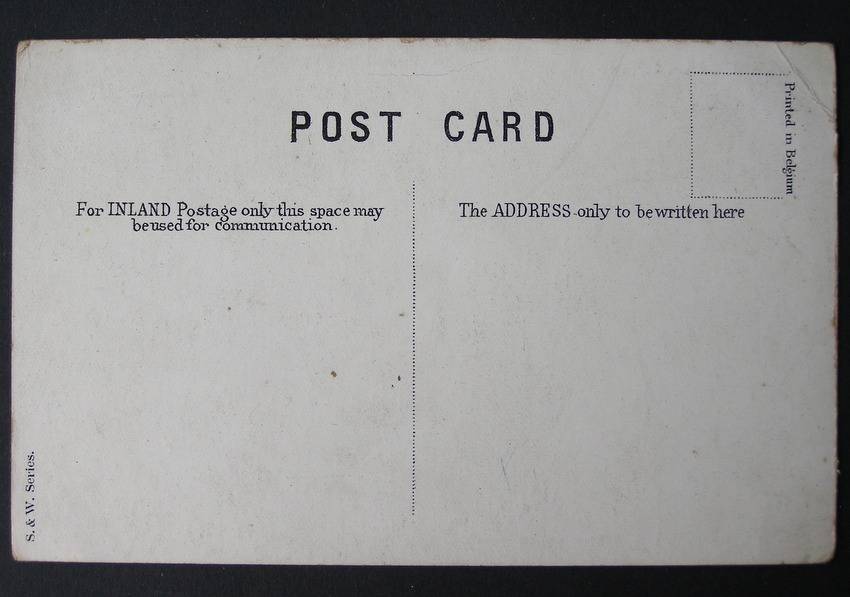 POST CARD
Printed in Belgium
For INLAND Postage only this space may
be used for communication.
The ADDRESS only to be written here
S. & W. Series.